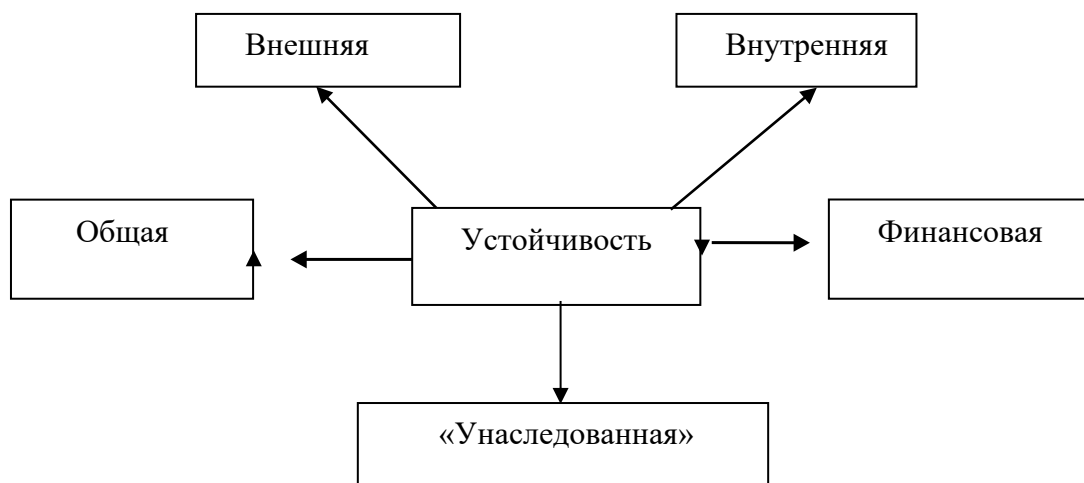 Внешняя
Внутренняя
Общая
Устойчивость
Финансовая
«Унаследованная»